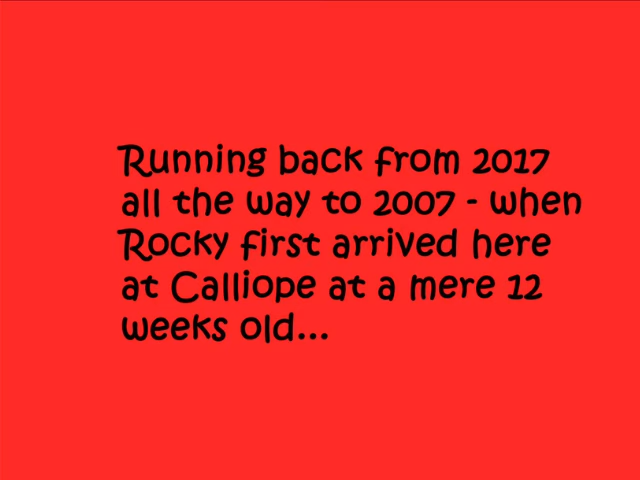 Running back from 2017
all the way to 2007 - when
Rocky first arrived here
at Calliope at a mere 12
weeks old...